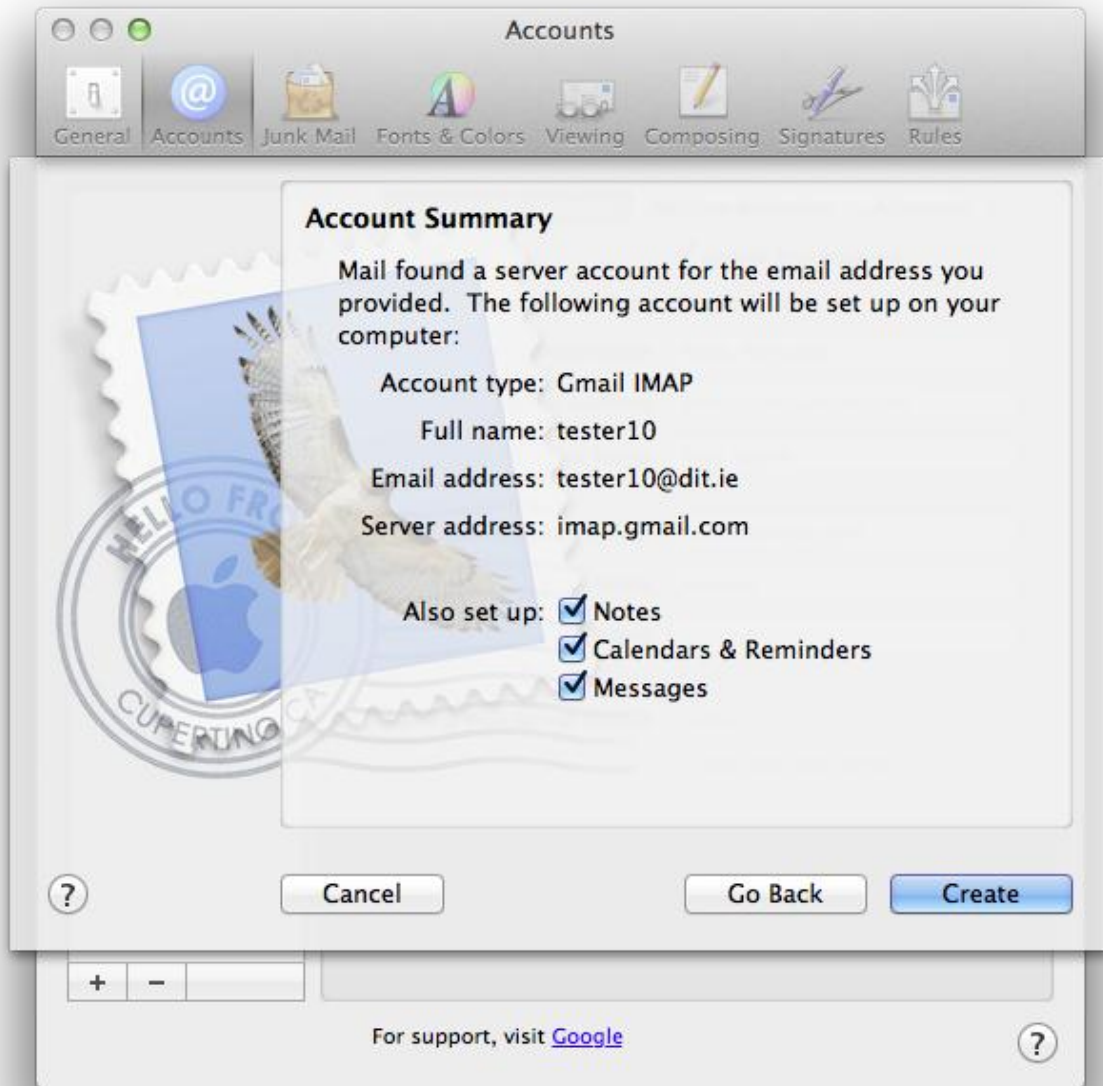 Accounts
General Accounts Junk Mail Fonts & Colors Viewing Composing Signatures Rules
Account Summary
Mail found a server account for the email address you
provided. The following account will be set up on your
computer:
Account type: Gmail IMAP
Full name: tester10
Email address: tester10@dit.ie
Server address: imap.gmail.com
Also set up: Notes
Calendars & Reminders
Messages
HELLO FRO
CUPERTINO CA
? Cancel Go Back Create
+ −
For support, visit Google ?